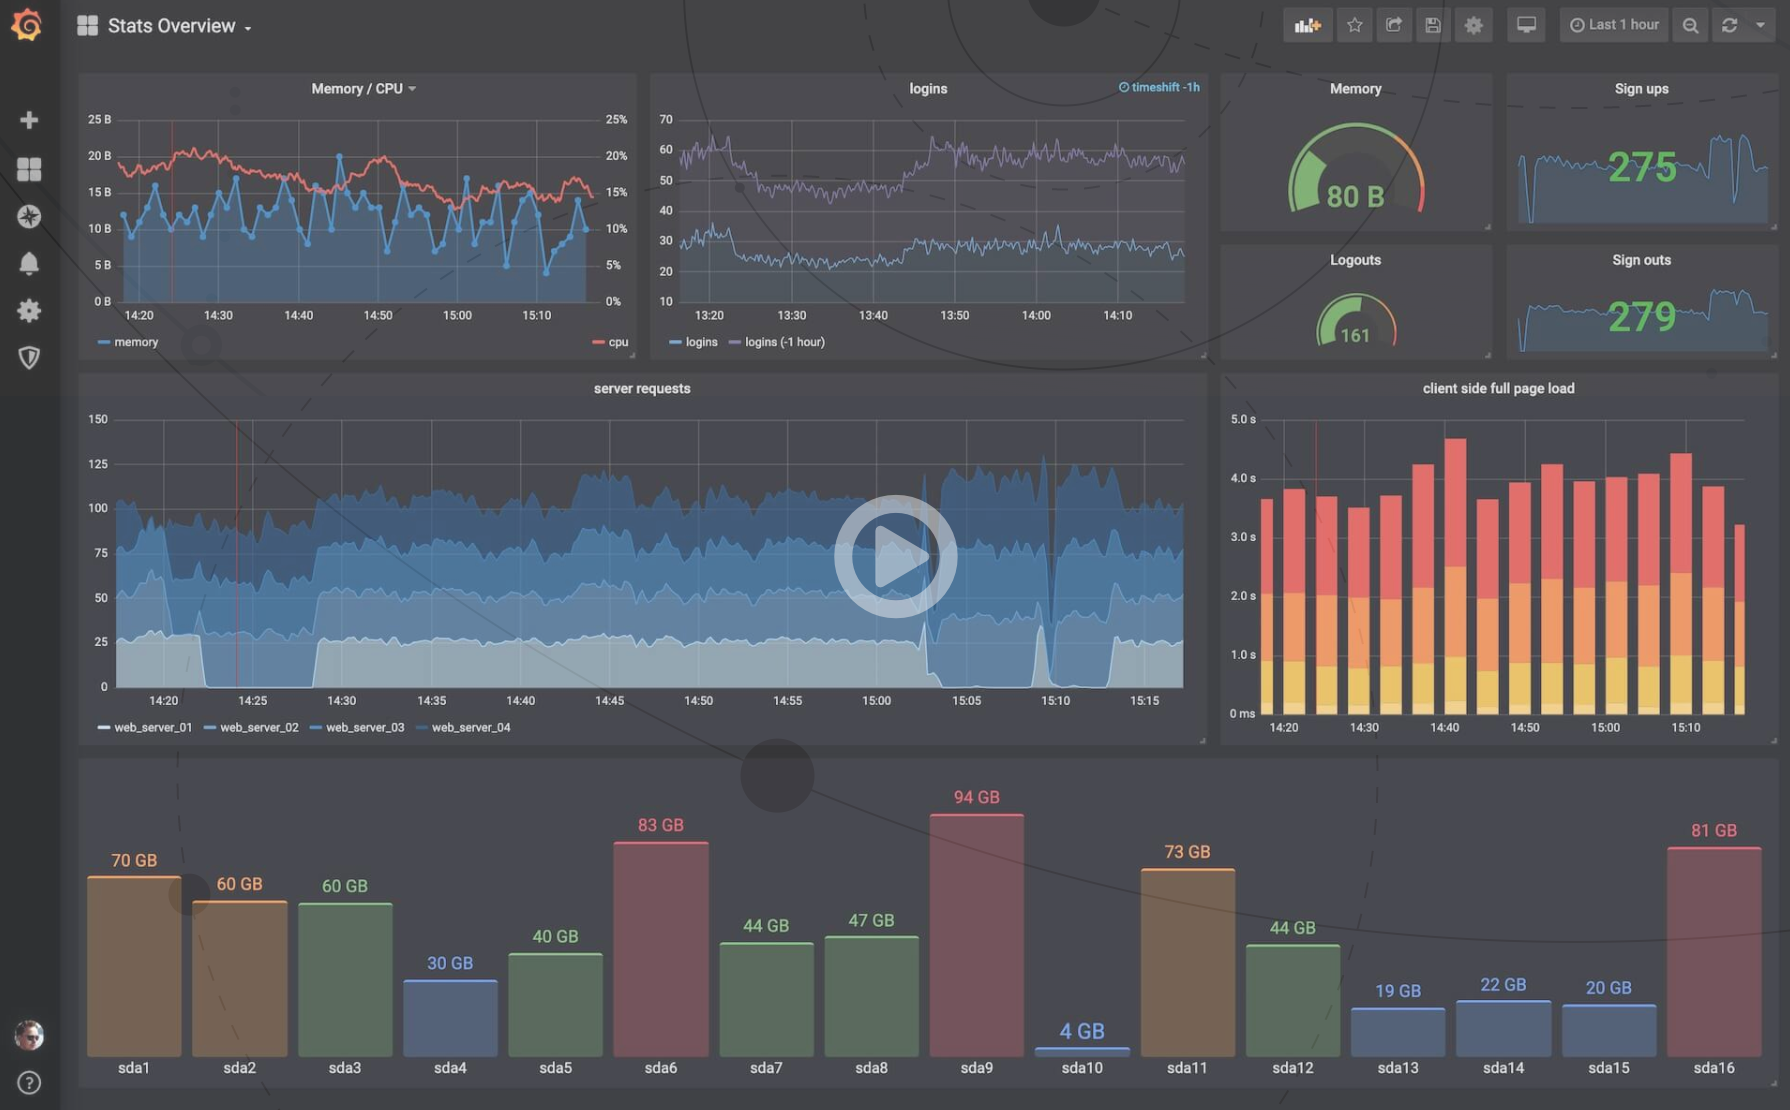 Stats Overview
Last 1 hour
Memory / CPU
25 B
20 B
15 B
10 B
5 B
0 B
25%
20%
15%
10%
5%
0%
14:20 14:30 14:40 14:50 15:00 15:10
memory
cpu
logins
timeshift -1h
70
60
50
40
30
20
10
13:20 13:30 13:40 13:50 14:00 14:10
logins logins (-1 hour)
Memory
80 B
Sign ups
275
Logouts
161
Sign outs
279
server requests
150
125
100
75
50
25
0
14:20 14:25 14:30 14:35 14:40 14:45 14:50 14:55 15:00 15:05 15:10 15:15
web_server_01 web_server_02 web_server_03 web_server_04
client side full page load
5.0 s
4.0 s
3.0 s
2.0 s
1.0 s
0 ms
14:20 14:30 14:40 14:50 15:00 15:10
70 GB 60 GB 60 GB 30 GB 40 GB 83 GB 44 GB 47 GB 94 GB 4 GB 73 GB 44 GB 19 GB 22 GB 20 GB 81 GB
sda1 sda2 sda3 sda4 sda5 sda6 sda7 sda8 sda9 sda10 sda11 sda12 sda13 sda14 sda15 sda16